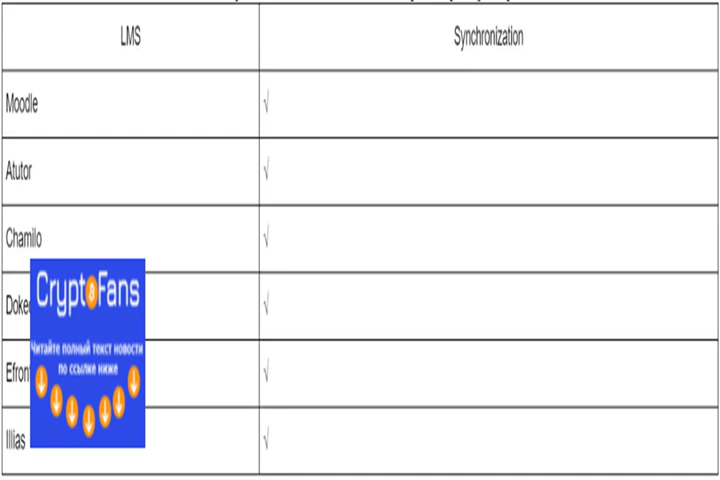 LMS Synchronization
Moodle √
Atutor √
Chamilo √
√
√
Illias √
CryptoFans
Читайте полный текст новости
по ссылке ниже